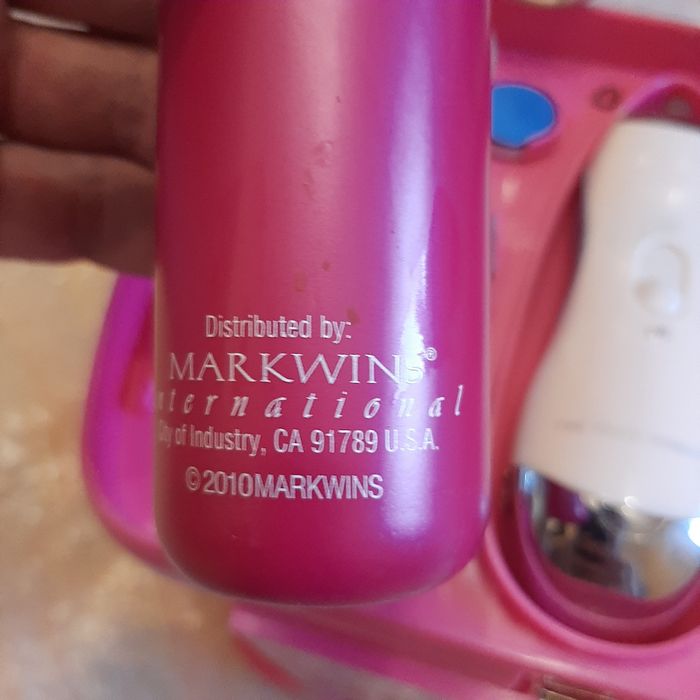 Distributed by:
MARKWINS®
International
City of Industry, CA 91789 U.S.A.
©2010MARKWINS